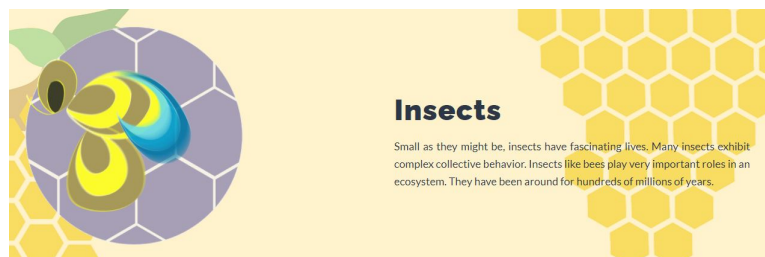 Insects
Small as they might be, insects have fascinating lives. Many insects exhibit
complex collective behavior. Insects like bees play very important roles in an
ecosystem. They have been around for hundreds of millions of years.